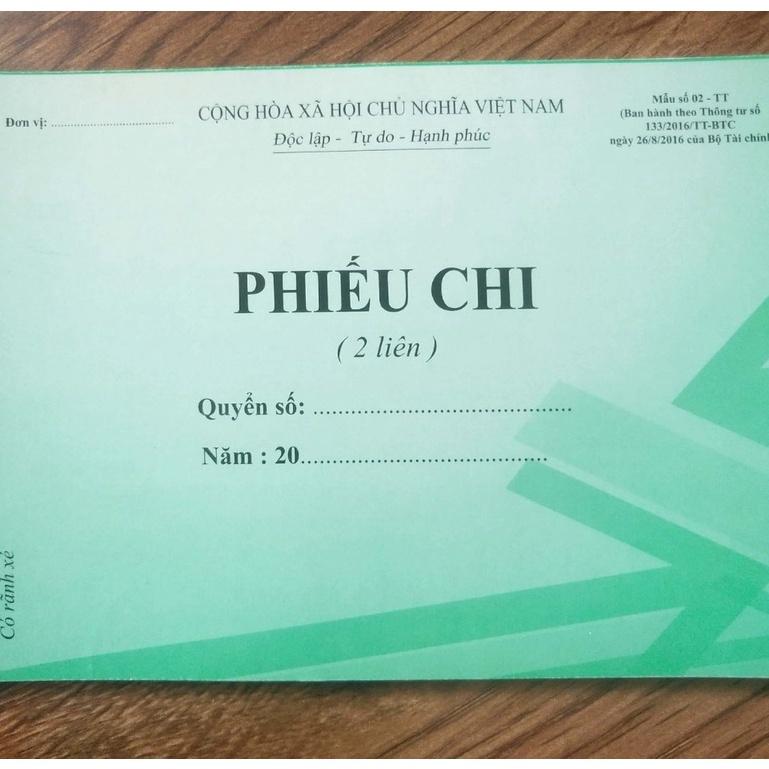 Đơn vị: ........................................
CỘNG HÒA XÃ HỘI CHỦ NGHĨA VIỆT NAM
Độc lập - Tự do - Hạnh phúc
Mẫu số 02 - TT
(Ban hành theo Thông tư số
133/2016/TT-BTC
ngày 26/8/2016 của Bộ Tài chính
PHIẾU CHI
( 2 liên )
Quyển số: ..........................................
Năm : 20........................................
Có rãnh xé